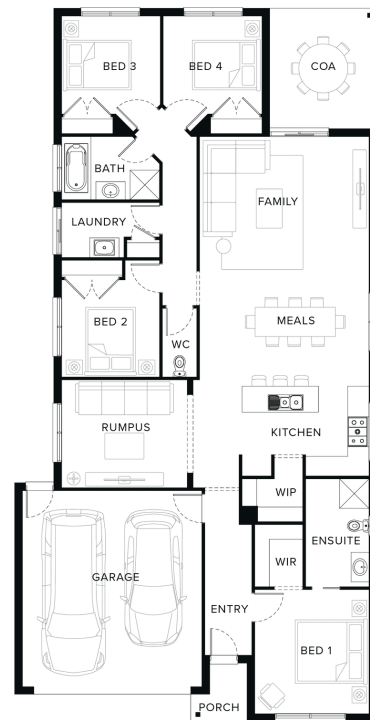 BED 3
BED 4
COA
BATH
FAMILY
LAUNDRY
BED 2
MEALS
WC
RUMPUS
KITCHEN
WIP
ENSUITE
WIR
GARAGE
ENTRY
BED 1
PORCH